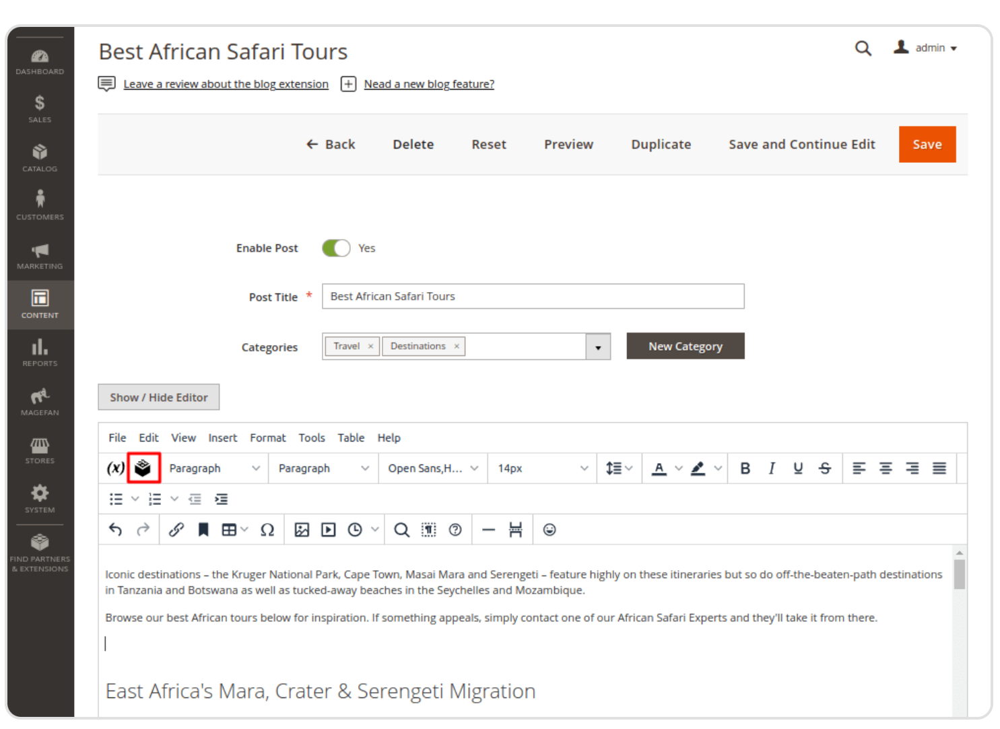 Best African Safari Tours
admin
Leave a review about the blog extension
Nead a new blog feature?
Back
Delete
Reset
Preview
Duplicate
Save and Continue Edit
Save
DASHBOARD
SALES
CATALOG
CUSTOMERS
MARKETING
CONTENT
REPORTS
MAGEFAN
STORES
SYSTEM
FIND PARTNERS
& EXTENSIONS
Enable Post
Yes
Post Title *
Best African Safari Tours
Categories
Travel ×
Destinations ×
New Category
Show / Hide Editor
File Edit View Insert Format Tools Table Help
(x) Paragraph Paragraph Open Sans,H... 14px A B I U S
Iconic destinations – the Kruger National Park, Cape Town, Masai Mara and Serengeti – feature highly on these itineraries but so do off-the-beaten-path destinations
in Tanzania and Botswana as well as tucked-away beaches in the Seychelles and Mozambique.
Browse our best African tours below for inspiration. If something appeals, simply contact one of our African Safari Experts and they'll take it from there.
East Africa's Mara, Crater & Serengeti Migration